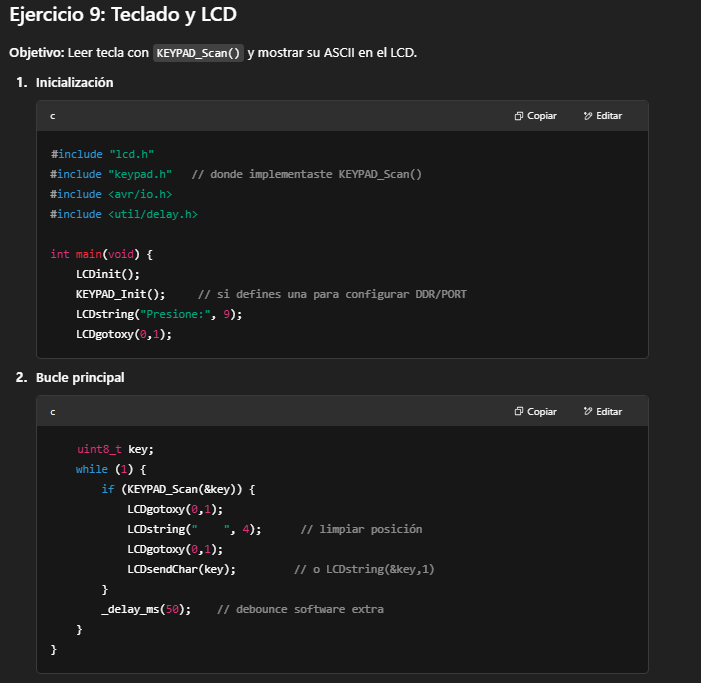 Ejercicio 9: Teclado y LCD
Objetivo: Leer tecla con KEYPAD_Scan() y mostrar su ASCII en el LCD.
1. Inicialización
c Copiar Editar
#include "lcd.h"
#include "keypad.h"   // donde implementaste KEYPAD_Scan()
#include <avr/io.h>
#include <util/delay.h>
int main(void) {
    LCDinit();
    KEYPAD_Init();     // si defines una para configurar DDR/PORT
    LCDstring("Presione:", 9);
    LCDgotoxy(0,1);
2. Bucle principal
c Copiar Editar
    uint8_t key;
    while (1) {
        if (KEYPAD_Scan(&key)) {
            LCDgotoxy(0,1);
            LCDstring("    ", 4);      // limpiar posición
            LCDgotoxy(0,1);
            LCDsendChar(key);         // o LCDstring(&key,1)
        }
        _delay_ms(50);    // debounce software extra
    }
}